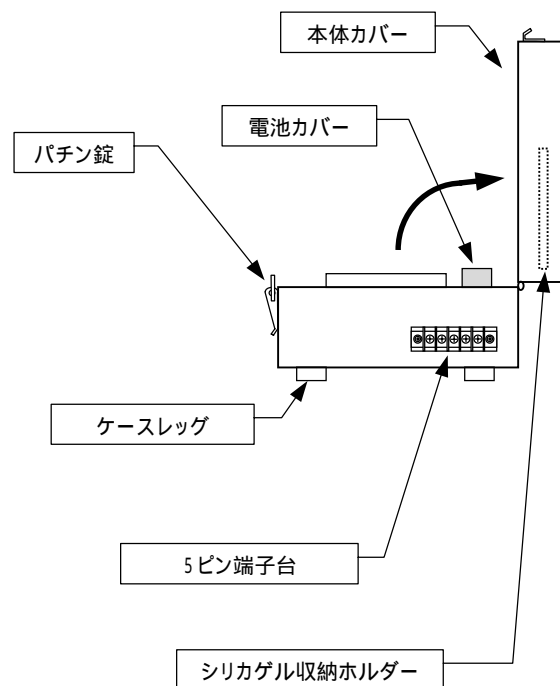 本体カバー
電池カバー
パチン錠
ケースレッグ
5ピン端子台
シリカゲル収納ホルダー